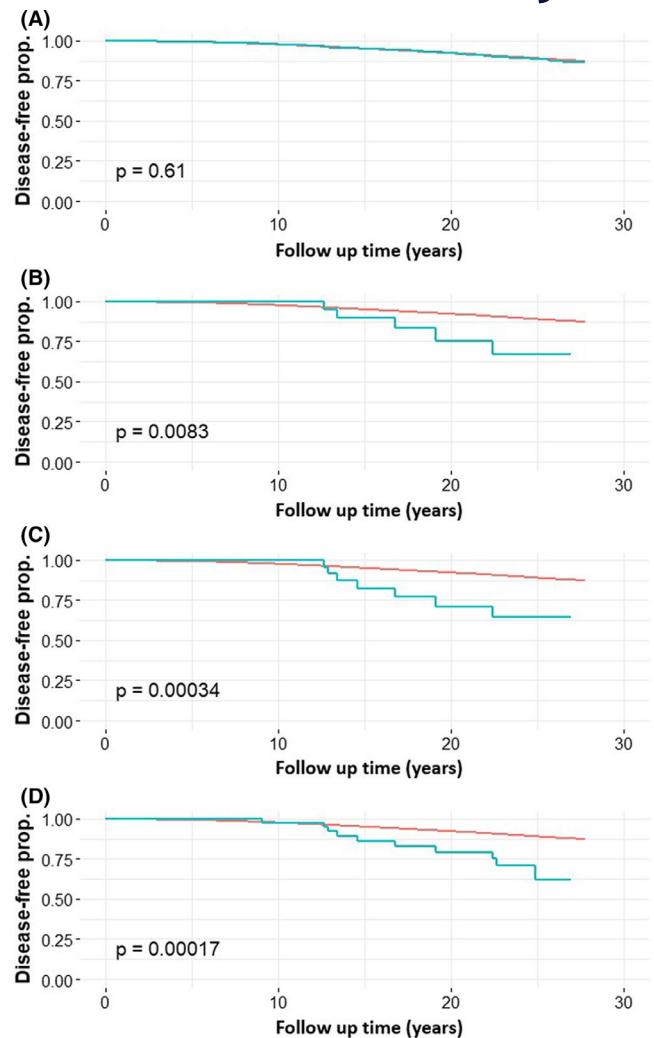 (A)
Disease-free prop.
1.00
0.75
0.50
0.25
0.00
p = 0.61
0 10 20 30
Follow up time (years)
(B)
Disease-free prop.
1.00
0.75
0.50
0.25
0.00
p = 0.0083
0 10 20 30
Follow up time (years)
(C)
Disease-free prop.
1.00
0.75
0.50
0.25
0.00
p = 0.00034
0 10 20 30
Follow up time (years)
(D)
Disease-free prop.
1.00
0.75
0.50
0.25
0.00
p = 0.00017
0 10 20 30
Follow up time (years)